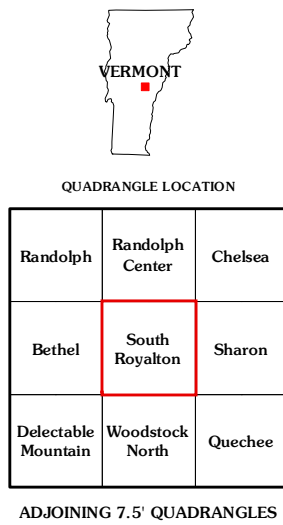 VERMONT
QUADRANGLE LOCATION
Randolph
Randolph
Center
Chelsea
Bethel
South
Royalton
Sharon
Delectable
Mountain
Woodstock
North
Quechee
ADJOINING 7.5' QUADRANGLES